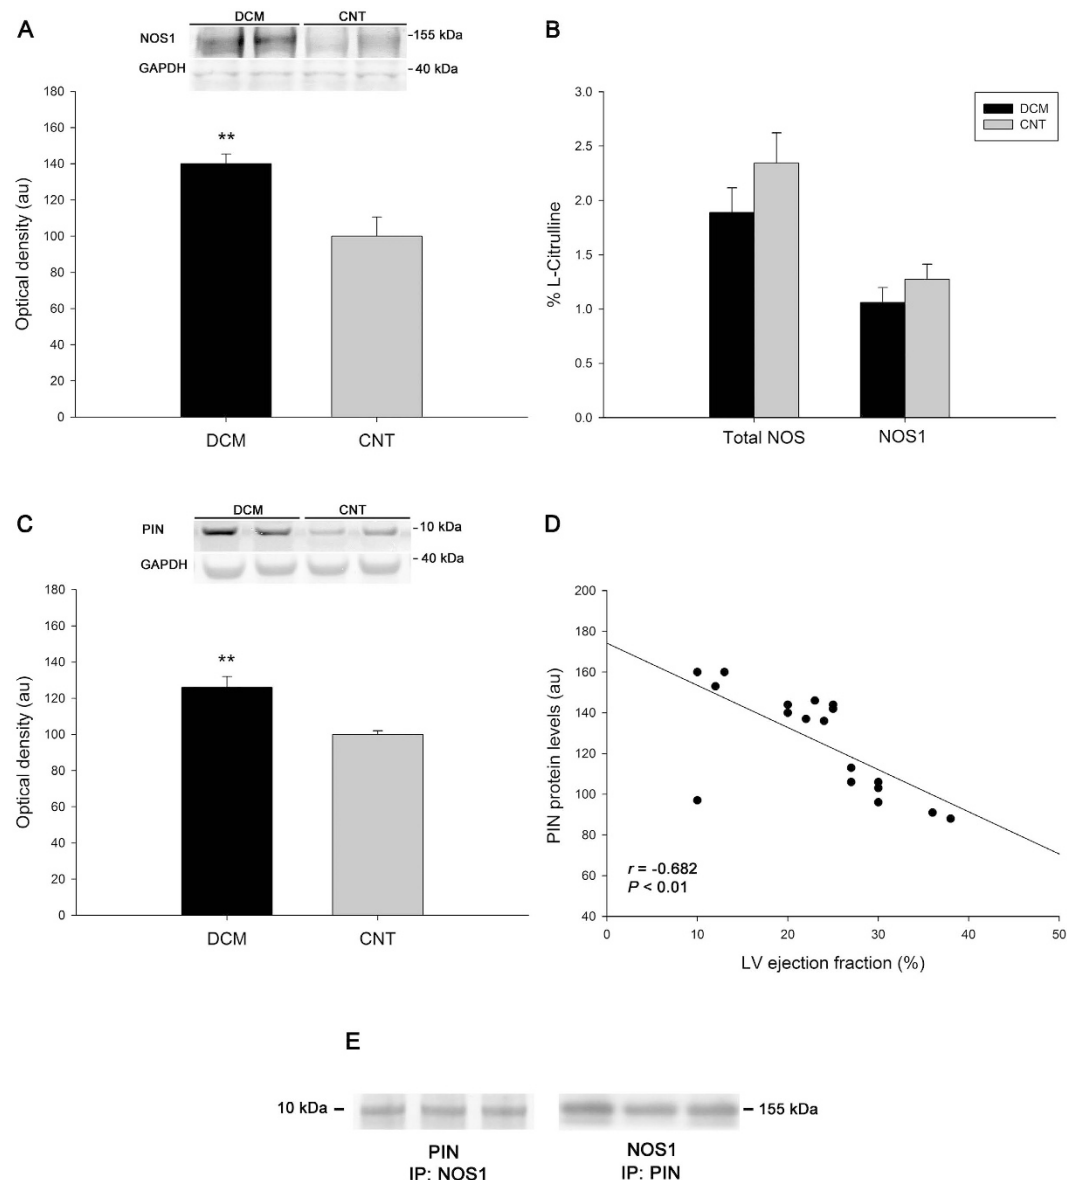 A
DCM CNT
NOS1
-155 kDa
GAPDH
- 40 kDa
180
160
140
120
100
80
60
40
20
0
Optical density (au)
**
DCM CNT
B
3.0
2.5
2.0
1.5
1.0
0.5
0.0
% L-Citrulline
DCM
CNT
Total NOS NOS1
C
DCM CNT
PIN
-10 kDa
GAPDH
- 40 kDa
180
160
140
120
100
80
60
40
20
0
Optical density (au)
**
DCM CNT
D
200
180
160
140
120
100
80
60
40
PIN protein levels (au)
r = -0.682
P < 0.01
0 10 20 30 40 50
LV ejection fraction (%)
E
10 kDa –
– 155 kDa
PIN
IP: NOS1
NOS1
IP: PIN